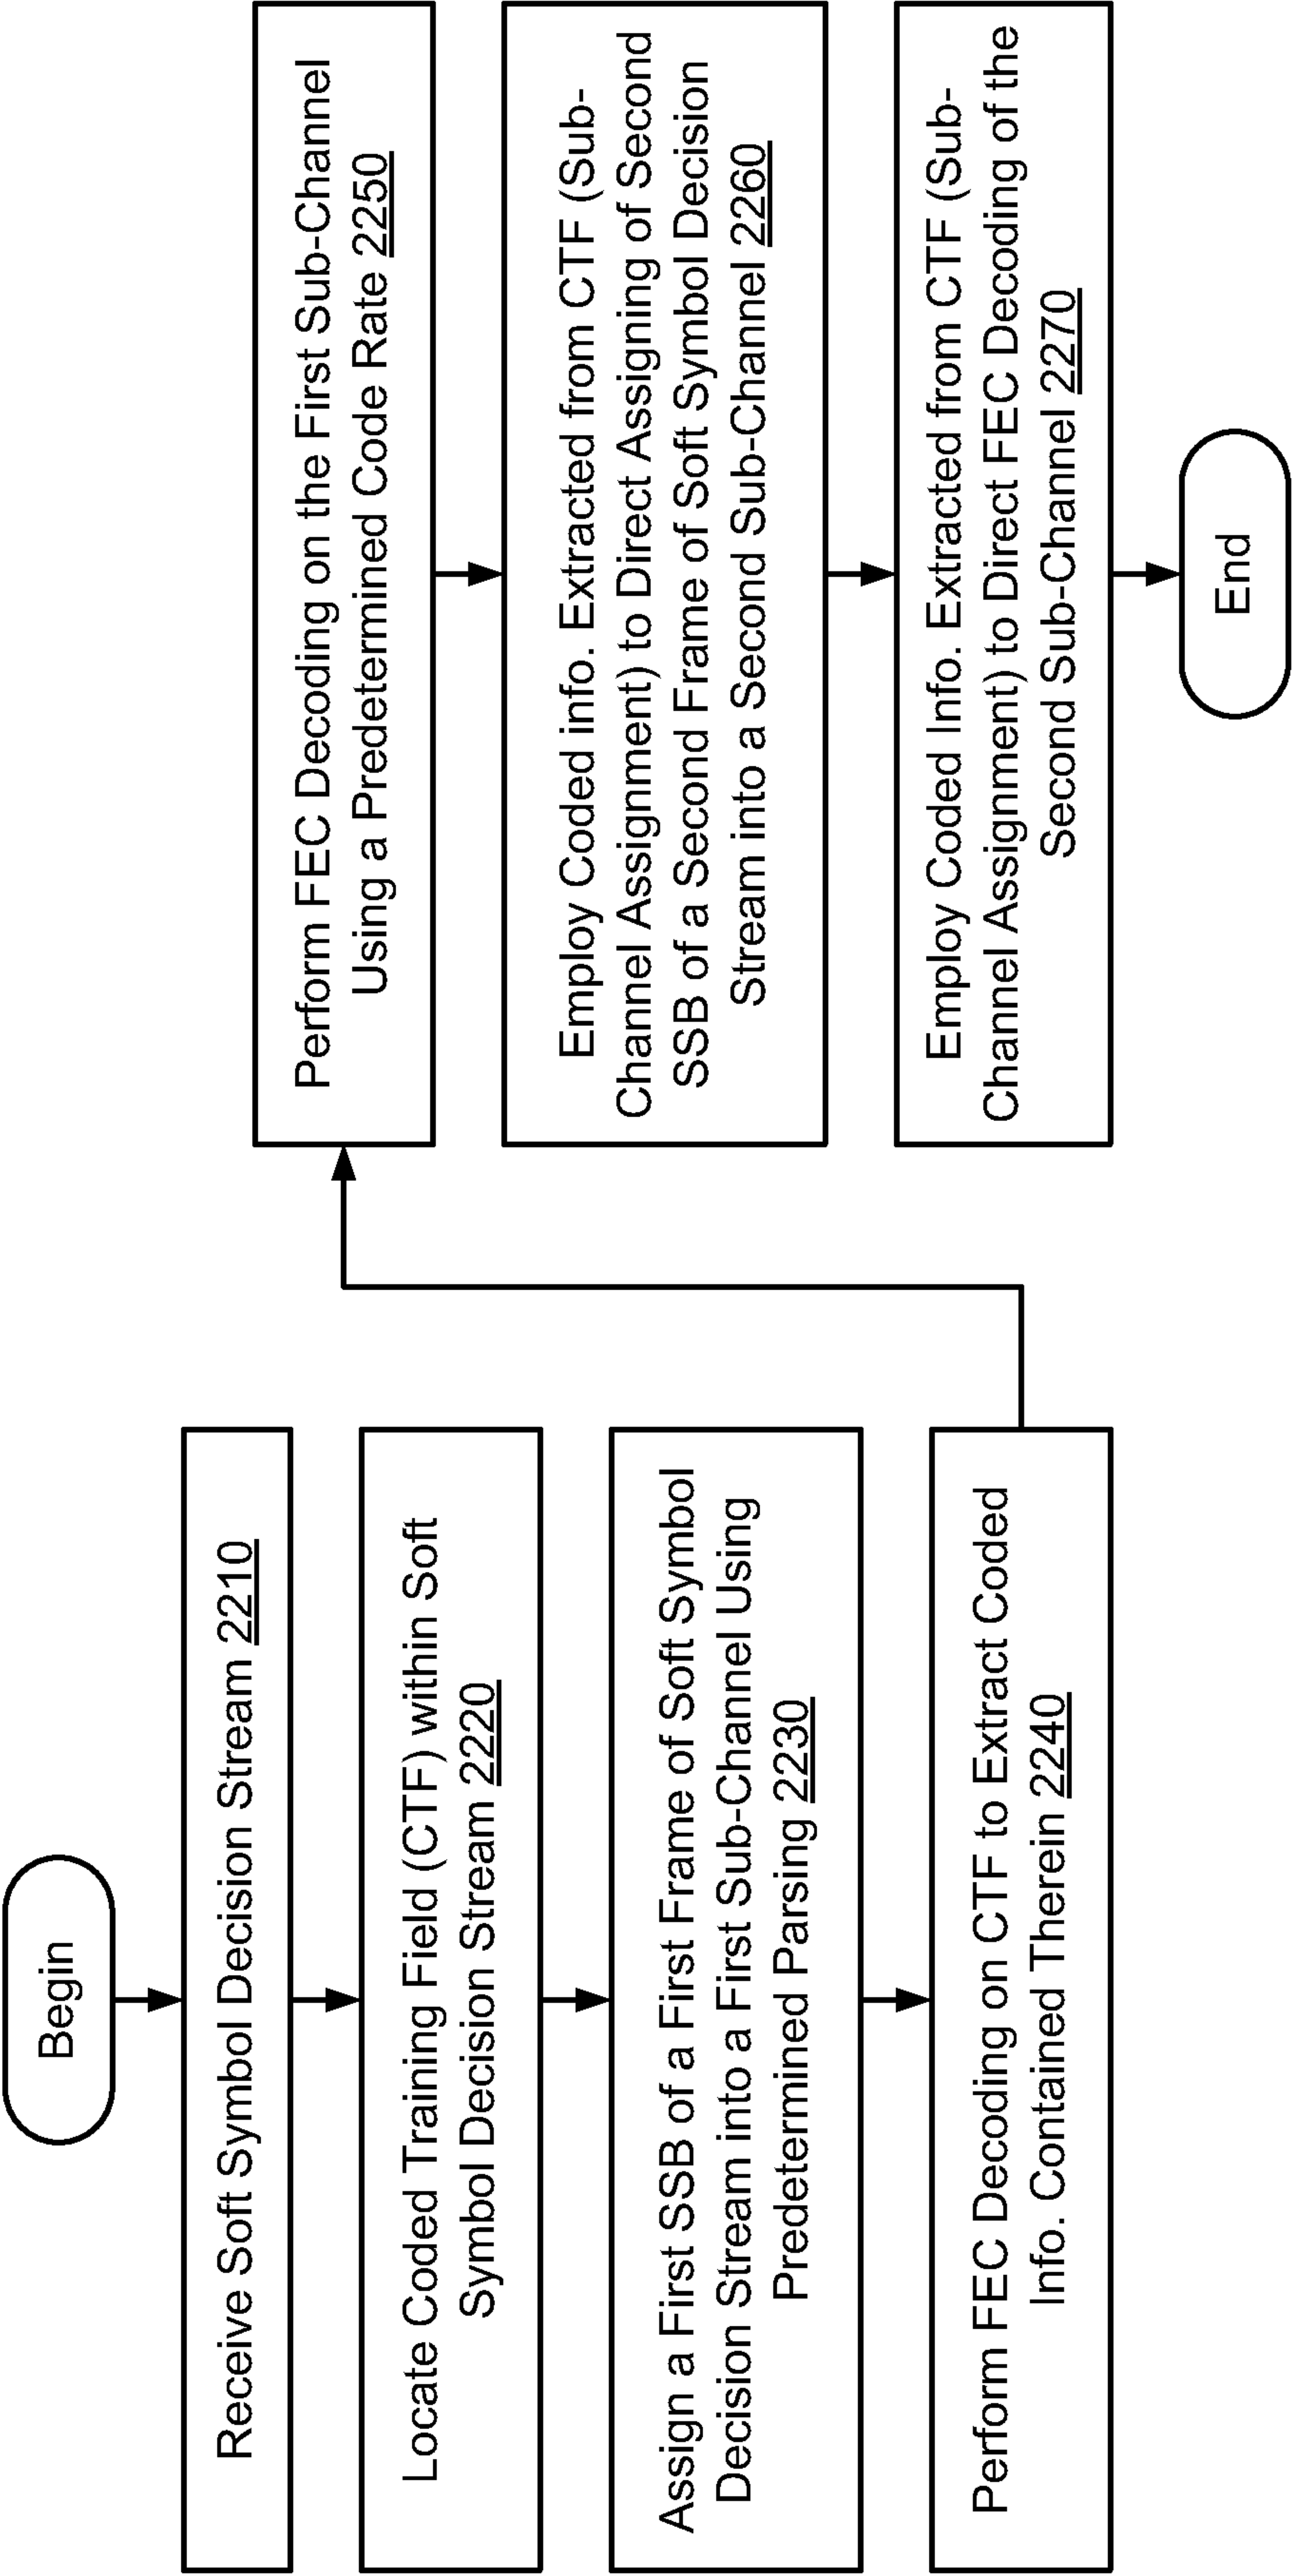 Begin
Receive Soft Symbol Decision Stream 2210
Locate Coded Training Field (CTF) within Soft
Symbol Decision Stream 2220
Assign a First SSB of a First Frame of Soft Symbol
Decision Stream into a First Sub-Channel Using
Predetermined Parsing 2230
Perform FEC Decoding on CTF to Extract Coded
Info. Contained Therein 2240
Perform FEC Decoding on the First Sub-Channel
Using a Predetermined Code Rate 2250
Employ Coded info. Extracted from CTF (Sub-
Channel Assignment) to Direct Assigning of Second
SSB of a Second Frame of Soft Symbol Decision
Stream into a Second Sub-Channel 2260
Employ Coded Info. Extracted from CTF (Sub-
Channel Assignment) to Direct FEC Decoding of the
Second Sub-Channel 2270
End